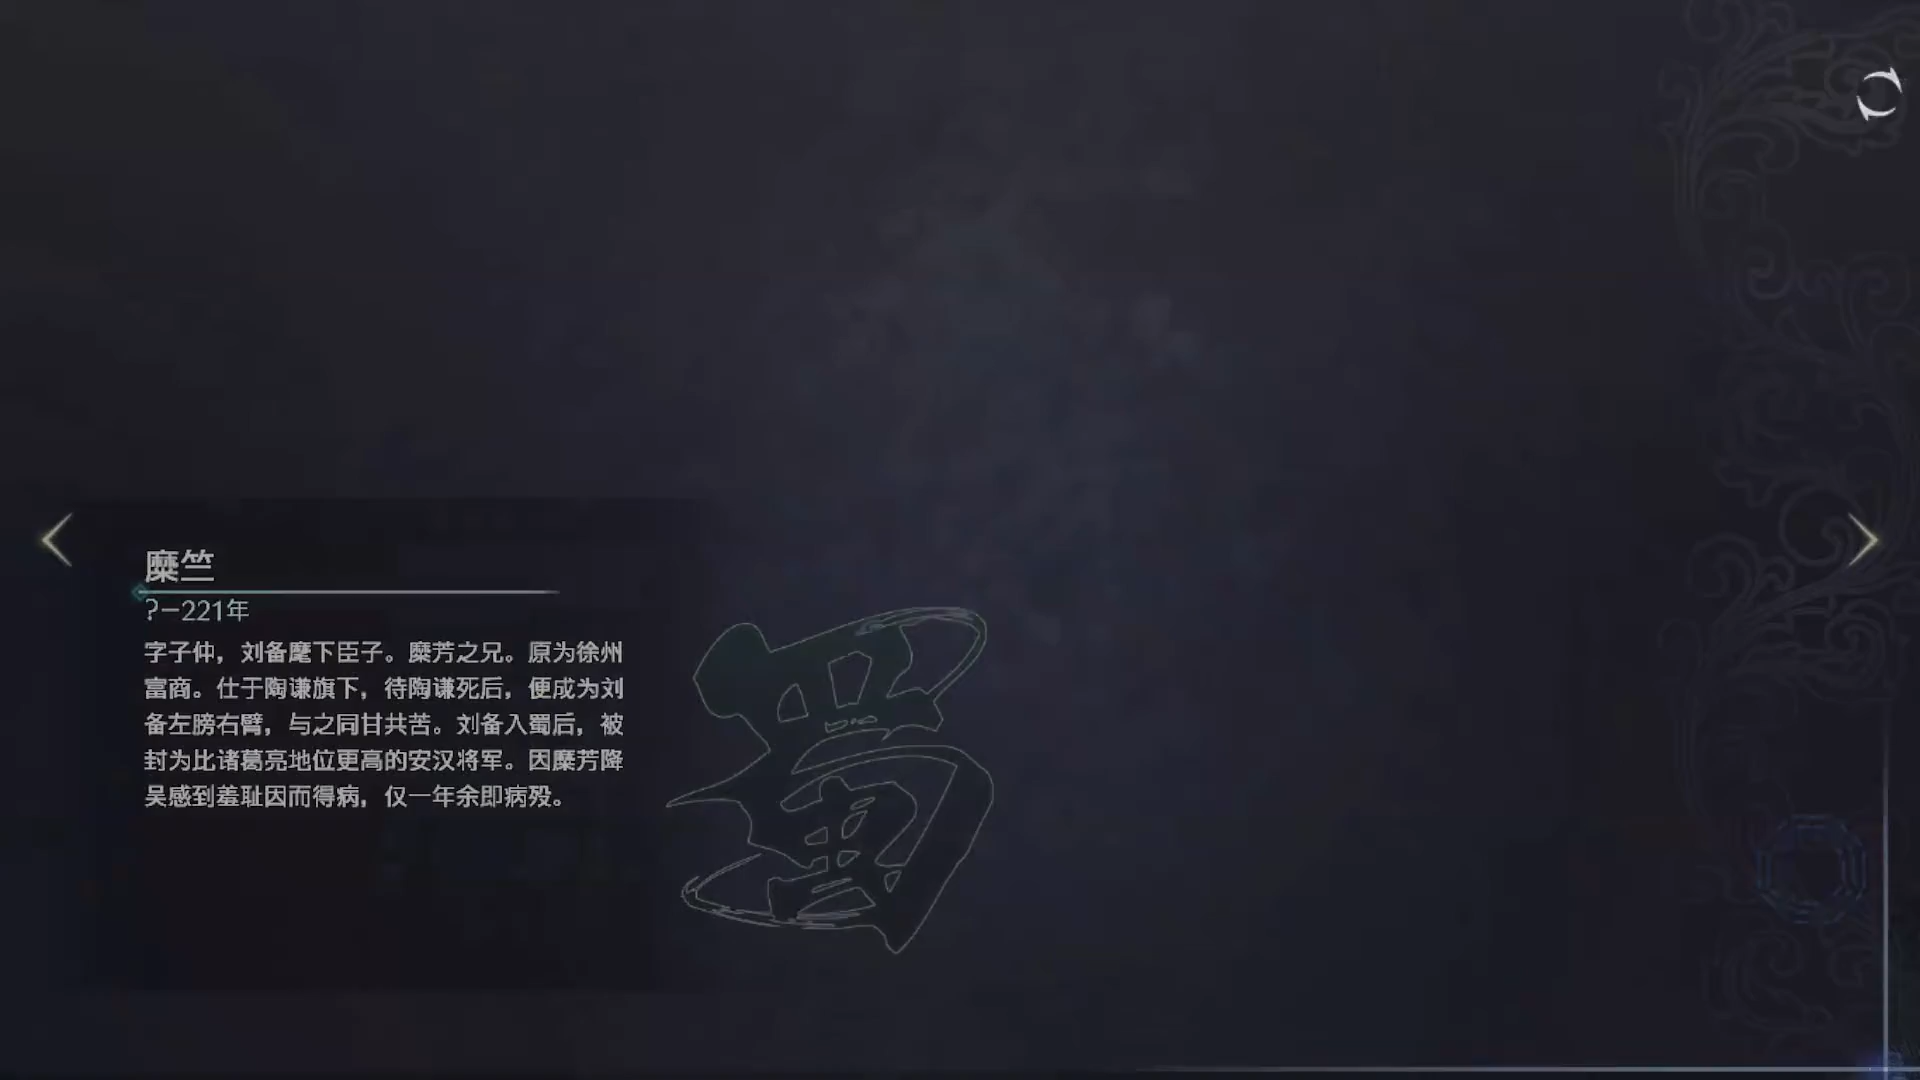 糜竺
?−221年
字子仲，刘备麾下臣子。糜芳之兄。原为徐州
富商。仕于陶谦旗下，待陶谦死后，便成为刘
备左膀右臂，与之同甘共苦。刘备入蜀后，被
封为比诸葛亮地位更高的安汉将军。因糜芳降
吴感到羞耻因而得病，仅一年余即病殁。
蜀